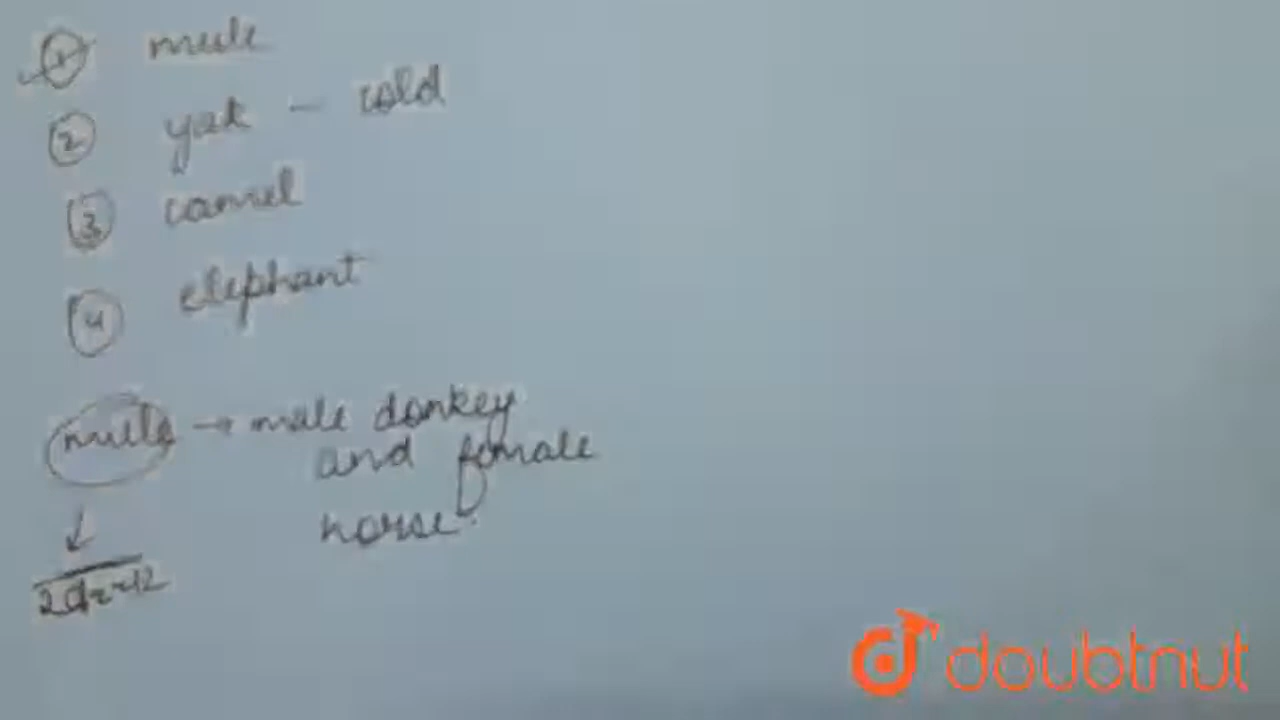 1 mule
2 yak - cold
3 camel
4 elephant
mule → male donkey
and female
horse.
doubtnut